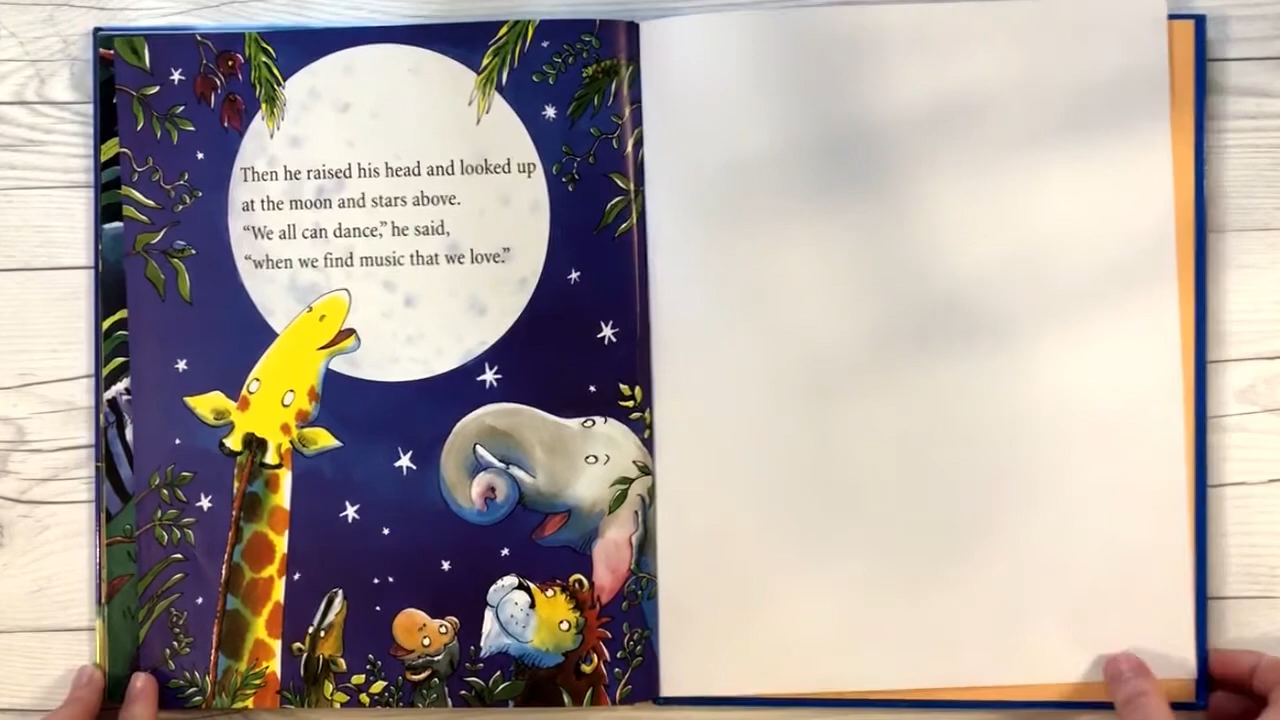 Then he raised his head and looked up
at the moon and stars above.
“We all can dance,” he said,
“when we find music that we love.”